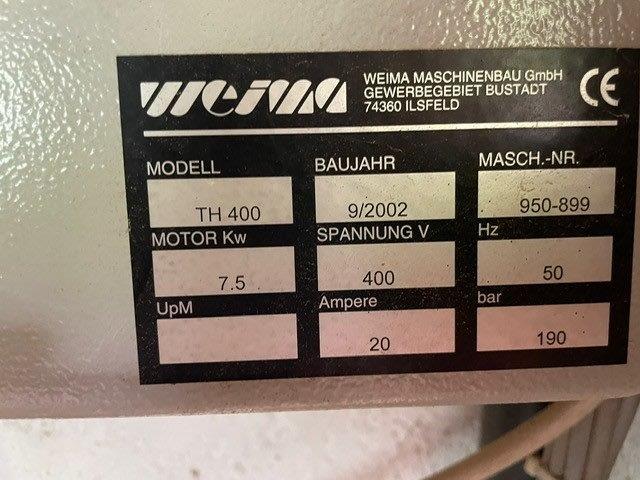 WEIMA
WEIMA MASCHINENBAU GmbH
GEWERBEGEBIET BUSTADT
74360 ILSFELD
CE
MODELL BAUJAHR MASCH.-NR.
TH 400 9/2002 950-899
MOTOR Kw SPANNUNG V Hz
7.5 400 50
UpM Ampere bar
20 190